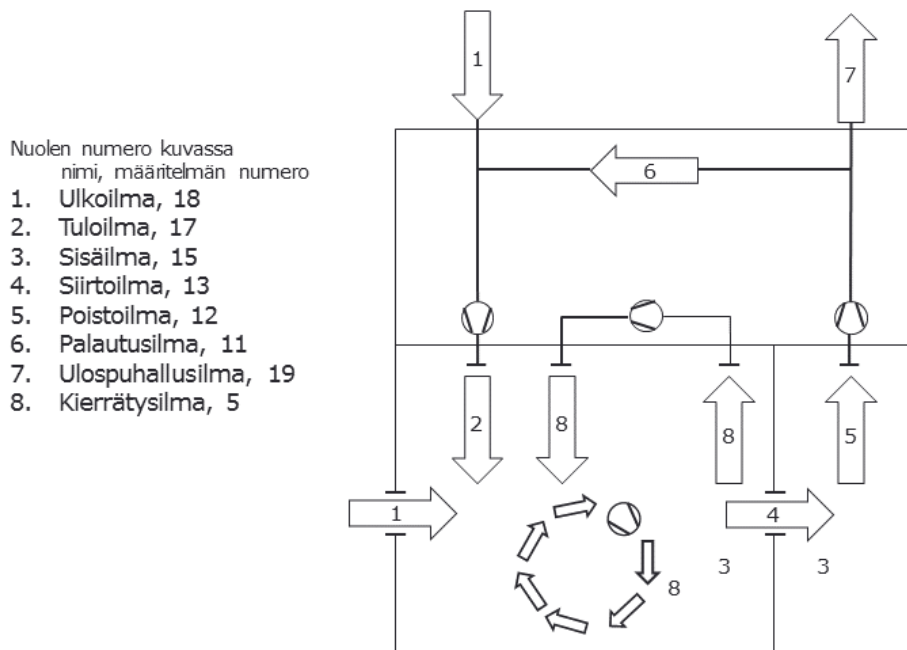 Nuolen numero kuvassa
nimi, määritelmän numero
1. Ulkoilma, 18
2. Tuloilma, 17
3. Sisäilma, 15
4. Siirtoilma, 13
5. Poistoilma, 12
6. Palautusilma, 11
7. Ulospuhallusilma, 19
8. Kierrätysilma, 5
1
7
6
2
8
8
5
1
4
3
3
8